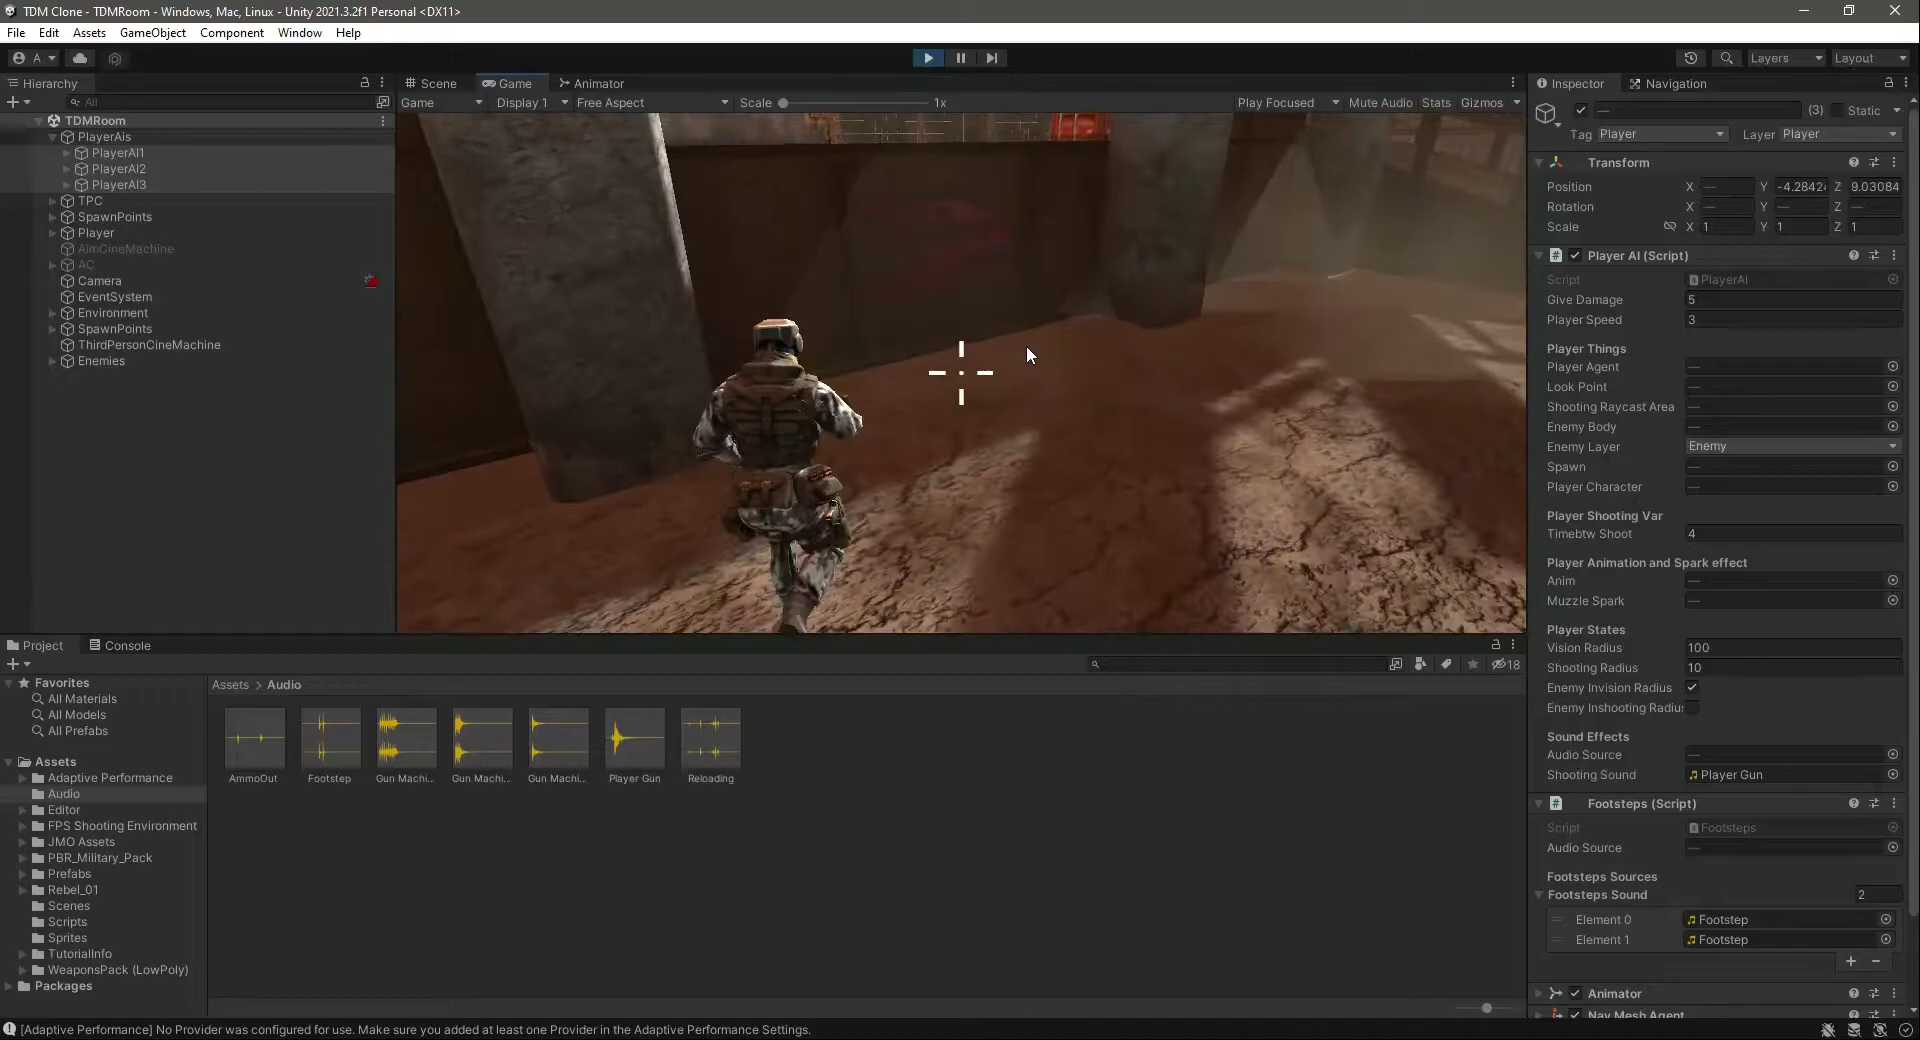 TDM Clone - TDMRoom - Windows, Mac, Linux - Unity 2021.3.2f1 Personal <DX11>
File Edit Assets GameObject Component Window Help
A Layers Layout
Hierarchy
All
TDMRoom
PlayerAis
PlayerAI1
PlayerAI2
PlayerAI3
TPC
SpawnPoints
Player
AimCineMachine
AC
Camera
EventSystem
Environment
SpawnPoints
ThirdPersonCineMachine
Enemies
Scene Game Animator
Game Display 1 Free Aspect Scale 1x Play Focused Mute Audio Stats Gizmos
Inspector Navigation
— (3) Static
Tag Player Layer Player
Transform
Position X — Y -4.2842 Z 9.03084
Rotation X — Y — Z —
Scale X 1 Y 1 Z 1
Player AI (Script)
Script PlayerAI
Give Damage 5
Player Speed 3
Player Things
Player Agent —
Look Point —
Shooting Raycast Area —
Enemy Body —
Enemy Layer Enemy
Spawn —
Player Character —
Player Shooting Var
Timebtw Shoot 4
Player Animation and Spark effect
Anim —
Muzzle Spark —
Player States
Vision Radius 100
Shooting Radius 10
Enemy Invision Radius
Enemy Inshooting Radiu
Sound Effects
Audio Source —
Shooting Sound Player Gun
Footsteps (Script)
Script Footsteps
Audio Source —
Footsteps Sources
Footsteps Sound 2
Element 0 Footstep
Element 1 Footstep
Animator
Nav Mesh Agent
Project Console
18
Favorites
All Materials
All Models
All Prefabs
Assets
Adaptive Performance
Audio
Editor
FPS Shooting Environment
JMO Assets
PBR_Military_Pack
Prefabs
Rebel_01
Scenes
Scripts
Sprites
TutorialInfo
WeaponsPack (LowPoly)
Packages
Assets > Audio
AmmoOut Footstep Gun Machi... Gun Machi... Gun Machi... Player Gun Reloading
[Adaptive Performance] No Provider was configured for use. Make sure you added at least one Provider in the Adaptive Performance Settings.